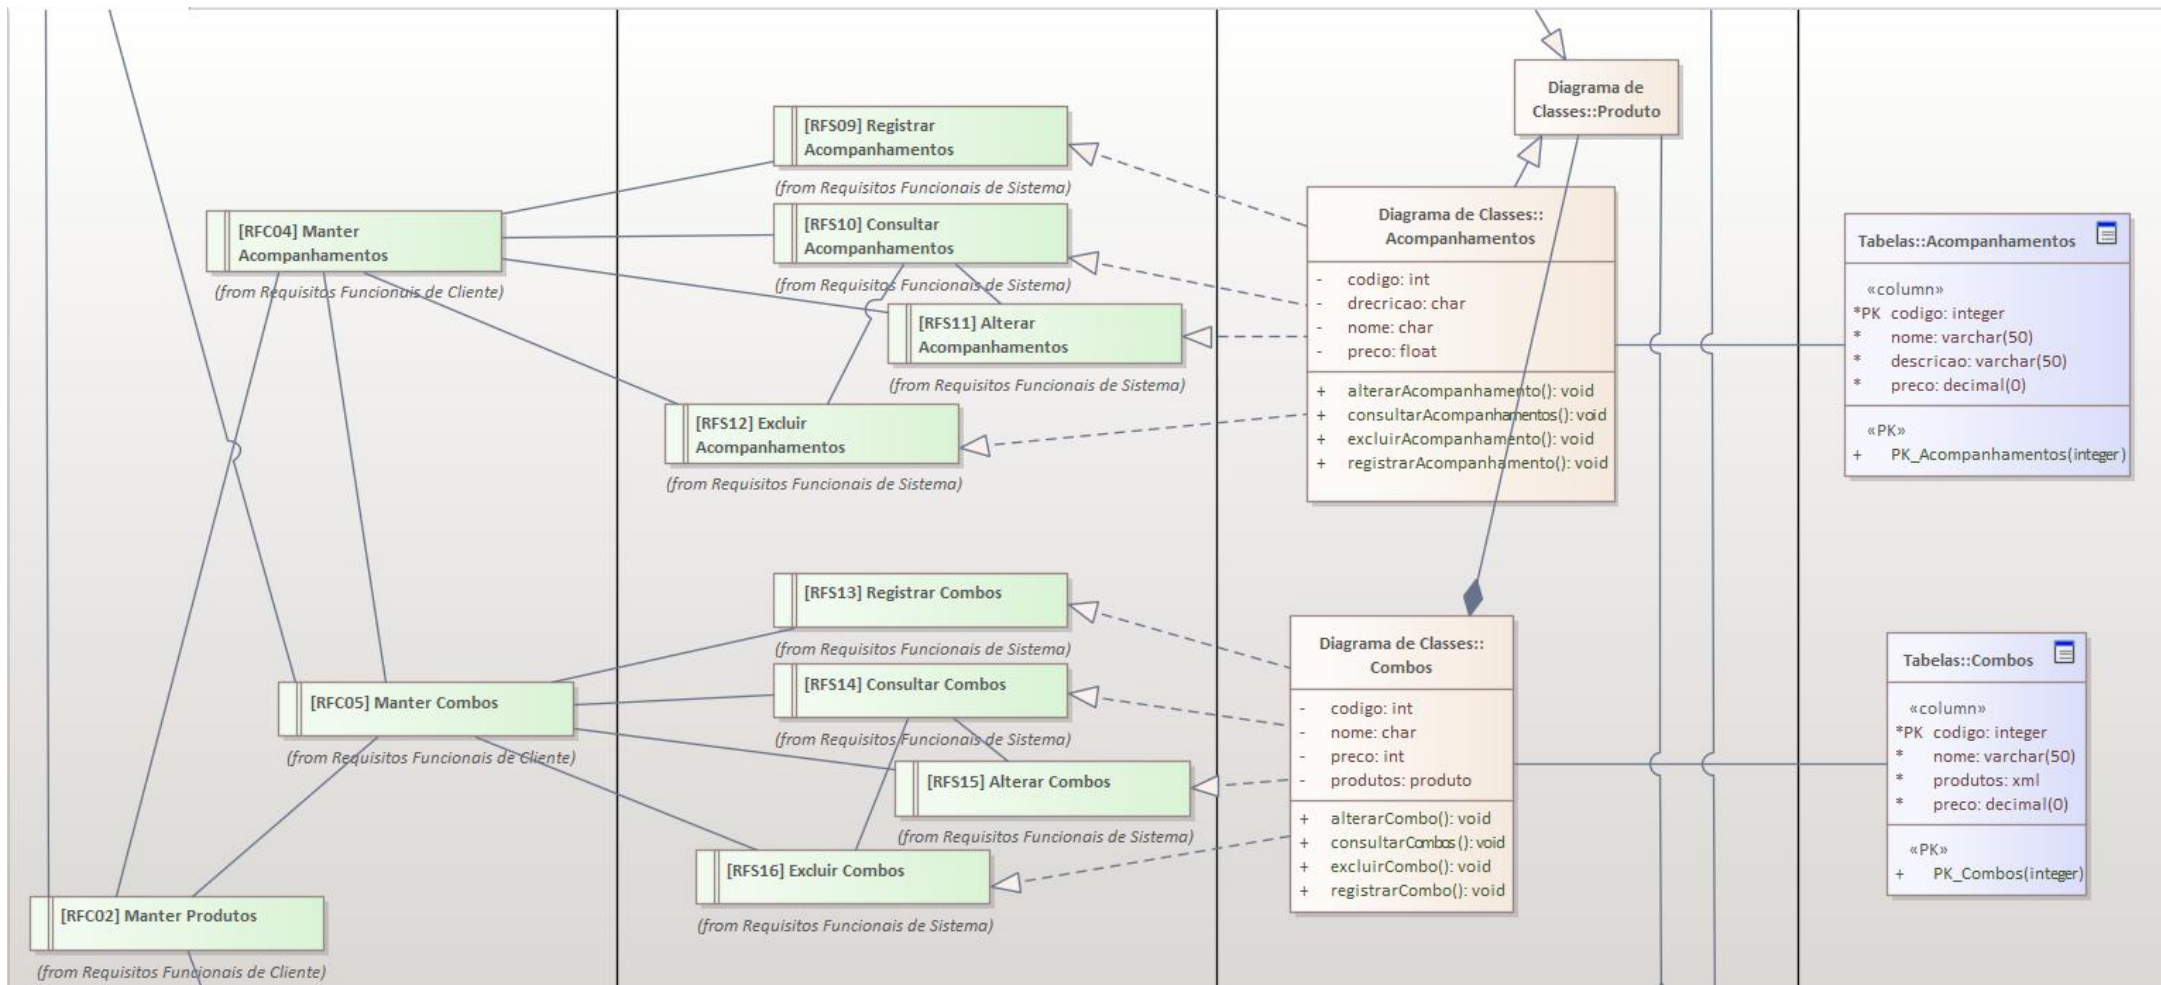 [RFC04] Manter
Acompanhamentos
(from Requisitos Funcionais de Cliente)
[RFC05] Manter Combos
(from Requisitos Funcionais de Cliente)
[RFC02] Manter Produtos
(from Requisitos Funcionais de Cliente)
[RFS09] Registrar
Acompanhamentos
(from Requisitos Funcionais de Sistema)
[RFS10] Consultar
Acompanhamentos
(from Requisitos Funcionais de Sistema)
[RFS11] Alterar
Acompanhamentos
(from Requisitos Funcionais de Sistema)
[RFS12] Excluir
Acompanhamentos
(from Requisitos Funcionais de Sistema)
[RFS13] Registrar Combos
(from Requisitos Funcionais de Sistema)
[RFS14] Consultar Combos
(from Requisitos Funcionais de Sistema)
[RFS15] Alterar Combos
(from Requisitos Funcionais de Sistema)
[RFS16] Excluir Combos
(from Requisitos Funcionais de Sistema)
Diagrama de
Classes::Produto
Diagrama de Classes::
Acompanhamentos
- codigo: int
- drecricao: char
- nome: char
- preco: float
+ alterarAcompanhamento(): void
+ consultarAcompanhamentos(): void
+ excluirAcompanhamento(): void
+ registrarAcompanhamento(): void
Diagrama de Classes::
Combos
- codigo: int
- nome: char
- preco: int
- produtos: produto
+ alterarCombo(): void
+ consultarCombos(): void
+ excluirCombo(): void
+ registrarCombo(): void
Tabelas::Acompanhamentos
«column»
*PK codigo: integer
* nome: varchar(50)
* descricao: varchar(50)
* preco: decimal(0)
«PK»
+ PK_Acompanhamentos(integer)
Tabelas::Combos
«column»
*PK codigo: integer
* nome: varchar(50)
* produtos: xml
* preco: decimal(0)
«PK»
+ PK_Combos(integer)